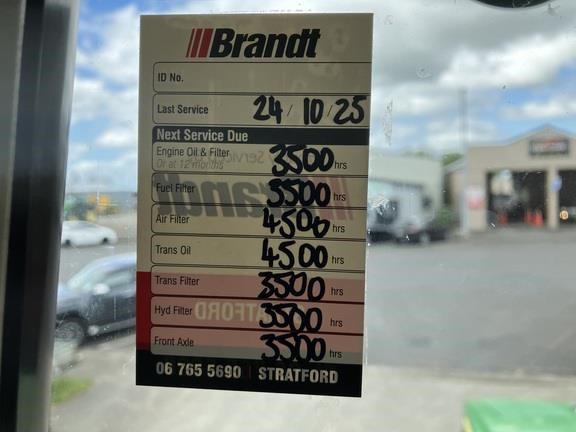 Brandt
ID No.
Last Service 24/10/25
Next Service Due
Engine Oil & Filter 3500 hrs
Or at 12 months
Fuel Filter 3500 hrs
Air Filter 4500 hrs
Trans Oil 4500 hrs
Trans Filter 3500 hrs
Hyd Filter 3500 hrs
Front Axle 3500 hrs
06 765 5690 | STRATFORD